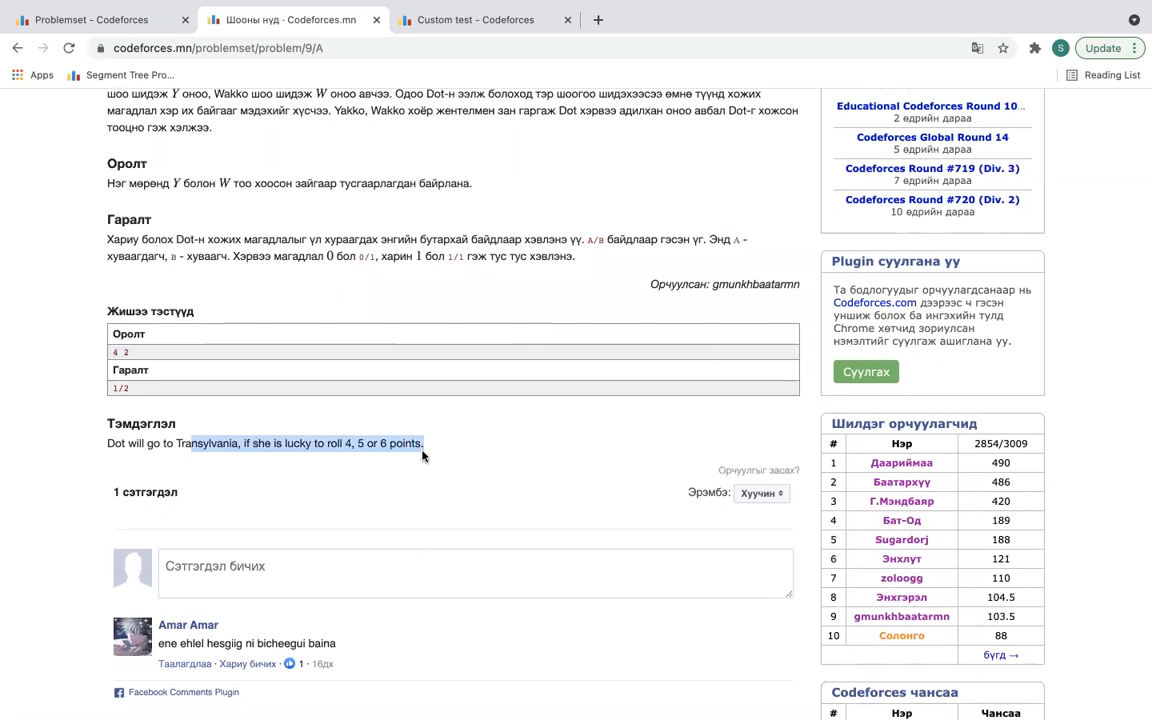 Problemset - Codeforces
Шооны нүд · Codeforces.mn
Custom test - Codeforces
codeforces.mn/problemset/problem/9/A
S
Update
Apps
Segment Tree Pro...
Reading List
шоо шидэж Y оноо, Wakko шоо шидэж W оноо авчээ. Одоо Dot-н ээлж болоход тэр шоогоо шидэхээсээ өмнө түүнд хожих
магадлал хэр их байгааг мэдэхийг хүсчээ. Yakko, Wakko хоёр жентелмен зан гаргаж Dot хэрвээ адилхан оноо авбал Dot-г хожсон
тооцно гэж хэлжээ.
Оролт
Нэг мөрөнд Y болон W тоо хоосон зайгаар тусгаарлагдан байрлана.
Гаралт
Хариу болох Dot-н хожих магадлалыг үл хураагдах энгийн бутархай байдлаар хэвлэнэ үү. A/B байдлаар гэсэн үг. Энд A -
хуваагдагч, B - хуваагч. Хэрвээ магадлал 0 бол 0/1, харин 1 бол 1/1 гэж тус тус хэвлэнэ.
Орчуулсан: gmunkhbaatarmn
Жишээ тэстүүд
Оролт
4 2
Гаралт
1/2
Тэмдэглэл
Dot will go to Transylvania, if she is lucky to roll 4, 5 or 6 points.
Орчуулгыг засах?
1 сэтгэгдэл
Эрэмбэ: Хуучин
Сэтгэгдэл бичих
Amar Amar
ene ehlel hesgiig ni bicheegui baina
Таалагдлаа · Хариу бичих · 1 · 16дх
Facebook Comments Plugin
Educational Codeforces Round 10...
2 өдрийн дараа
Codeforces Global Round 14
5 өдрийн дараа
Codeforces Round #719 (Div. 3)
7 өдрийн дараа
Codeforces Round #720 (Div. 2)
10 өдрийн дараа
Plugin суулгана уу
Та бодлогуудыг орчуулагдсанаар нь
Codeforces.com дээрээс ч гэсэн
уншиж болох ба ингэхийн тулд
Chrome хөтчид зориулсан
нэмэлтийг суулгаж ашиглана уу.
Суулгах
Шилдэг орчуулагчид
# Нэр 2854/3009
1 Даариймаа 490
2 Баатархүү 486
3 Г.Мэндбаяр 420
4 Бат-Од 189
5 Sugardorj 188
6 Энхлут 121
7 zoloogg 110
8 Энхгэрэл 104.5
9 gmunkhbaatarmn 103.5
10 Солонго 88
бүгд →
Codeforces чансаа
# Нэр Чансаа